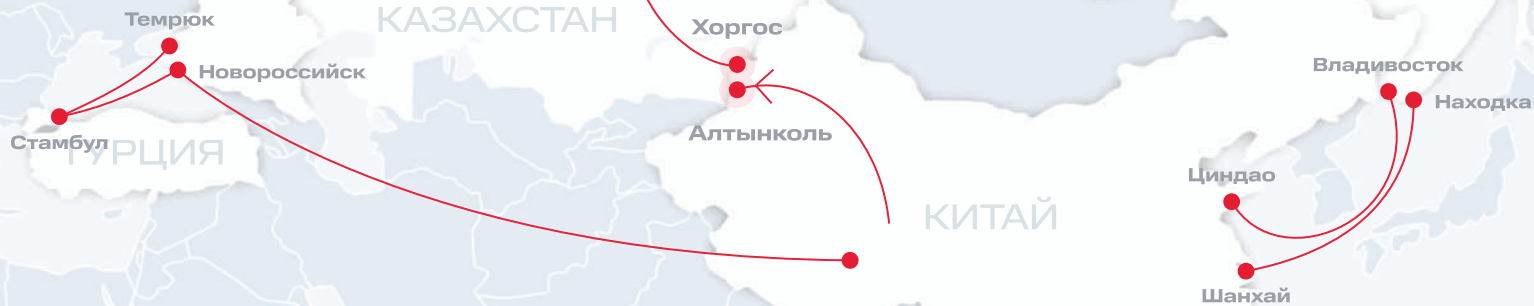 Темрюк
КАЗАХСТАН
Хоргос
Новороссийск
Владивосток
Находка
Стамбул
ТУРЦИЯ
Алтынколь
Циндао
КИТАЙ
Шанхай